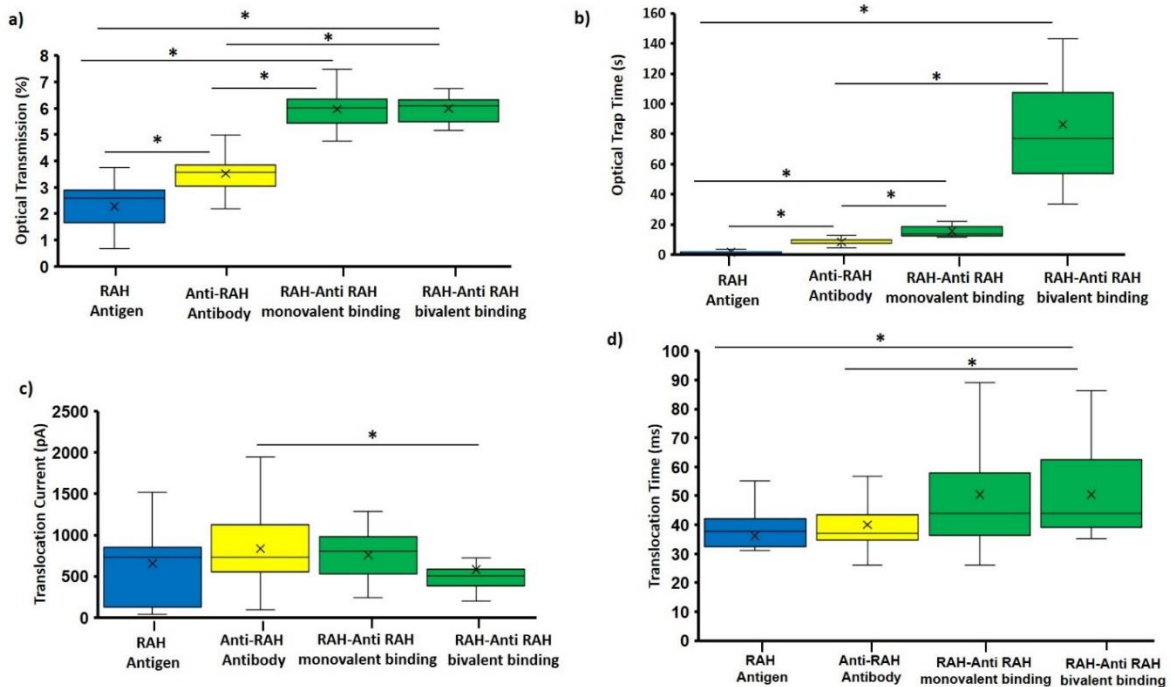 a)
*
*
*
*
*
Optical Transmission (%)
8
7
6
5
4
3
2
1
0
RAH
Antigen
Anti-RAH
Antibody
RAH-Anti RAH
monovalent binding
RAH-Anti RAH
bivalent binding
b)
*
*
*
*
*
Optical Trap Time (s)
160
140
120
100
80
60
40
20
0
RAH
Antigen
Anti-RAH
Antibody
RAH-Anti RAH
monovalent binding
RAH-Anti RAH
bivalent binding
c)
*
Translocation Current (pA)
2500
2000
1500
1000
500
0
RAH
Antigen
Anti-RAH
Antibody
RAH-Anti RAH
monovalent binding
RAH-Anti RAH
bivalent binding
d)
*
*
Translocation Time (ms)
100
90
80
70
60
50
40
30
20
10
0
RAH
Antigen
Anti-RAH
Antibody
RAH-Anti RAH
monovalent binding
RAH-Anti RAH
bivalent binding